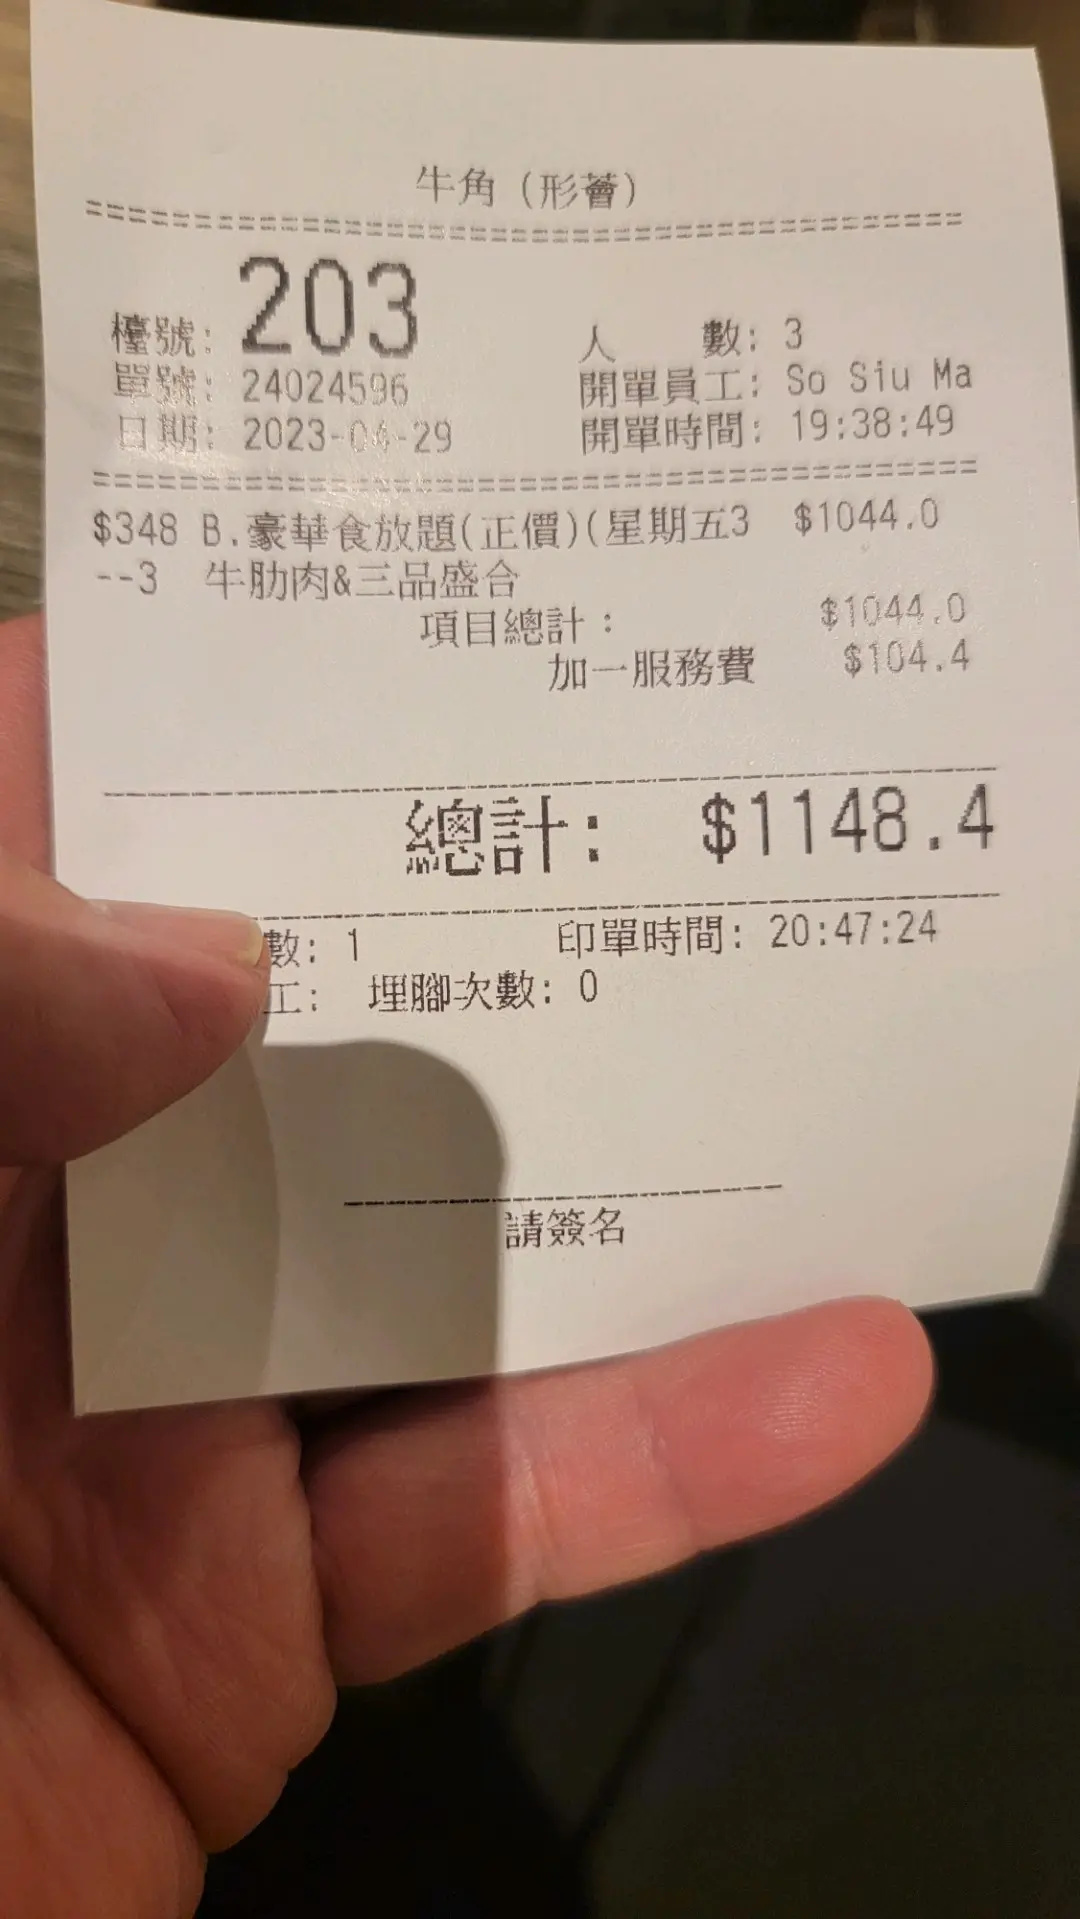 牛角 (形薈)
檯號: 203
人 數: 3
單號: 24024596
開單員工: So Siu Ma
日期: 2023-04-29
開單時間: 19:38:49
$348 B.豪華食放題(正價)(星期五3 $1044.0
--3 牛肋肉&三品盛合
項目總計: $1044.0
加一服務費 $104.4
總計: $1148.4
數: 1 印單時間: 20:47:24
工: 埋腳次數: 0
請簽名